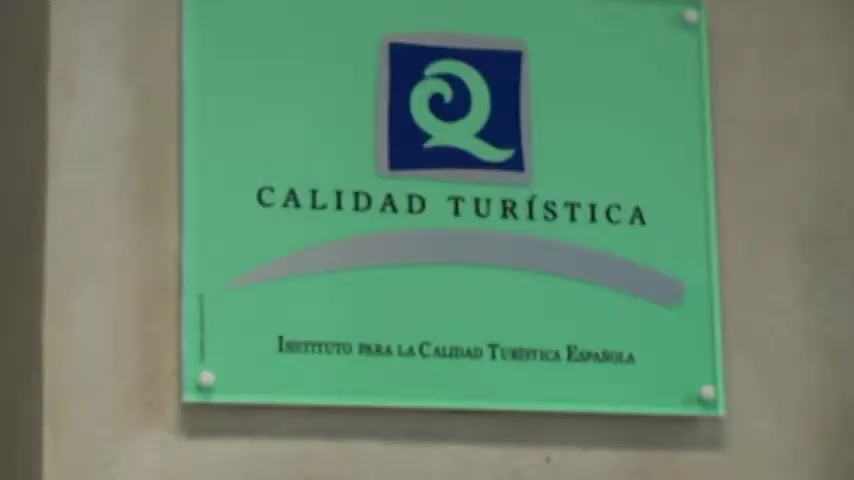 Q
CALIDAD TURÍSTICA
INSTITUTO PARA LA CALIDAD TURÍSTICA ESPAÑOLA